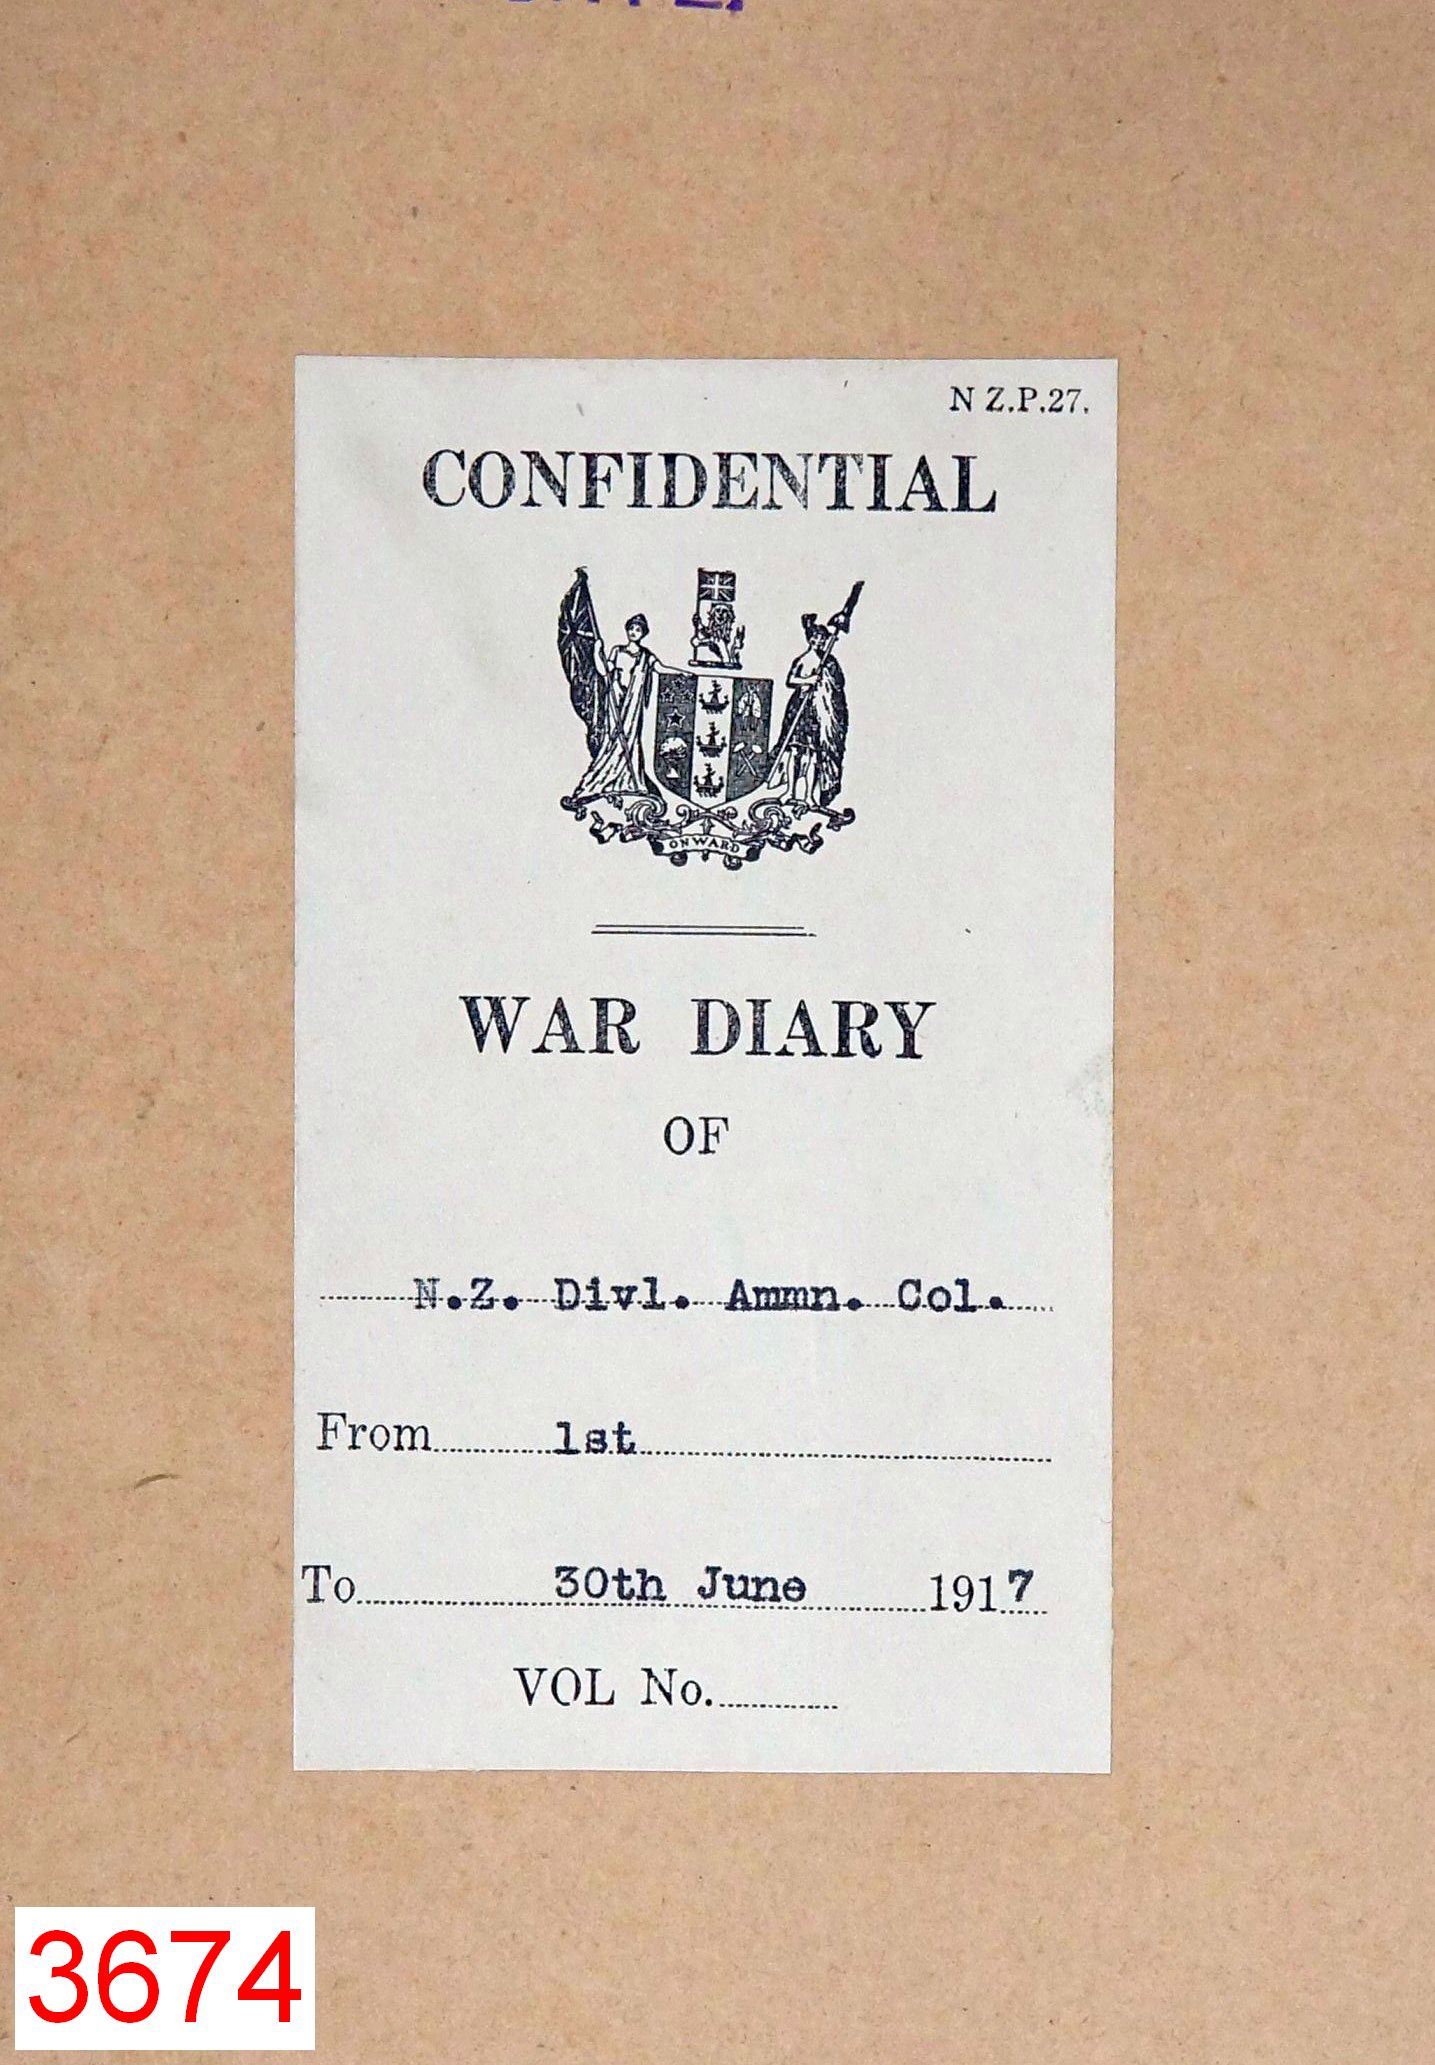 N Z.P.27.
CONFIDENTIAL
ONWARD
WAR DIARY
OF
N.Z. Divl. Ammn. Col.
From 1st
To 30th June 1917
VOL No.
3674